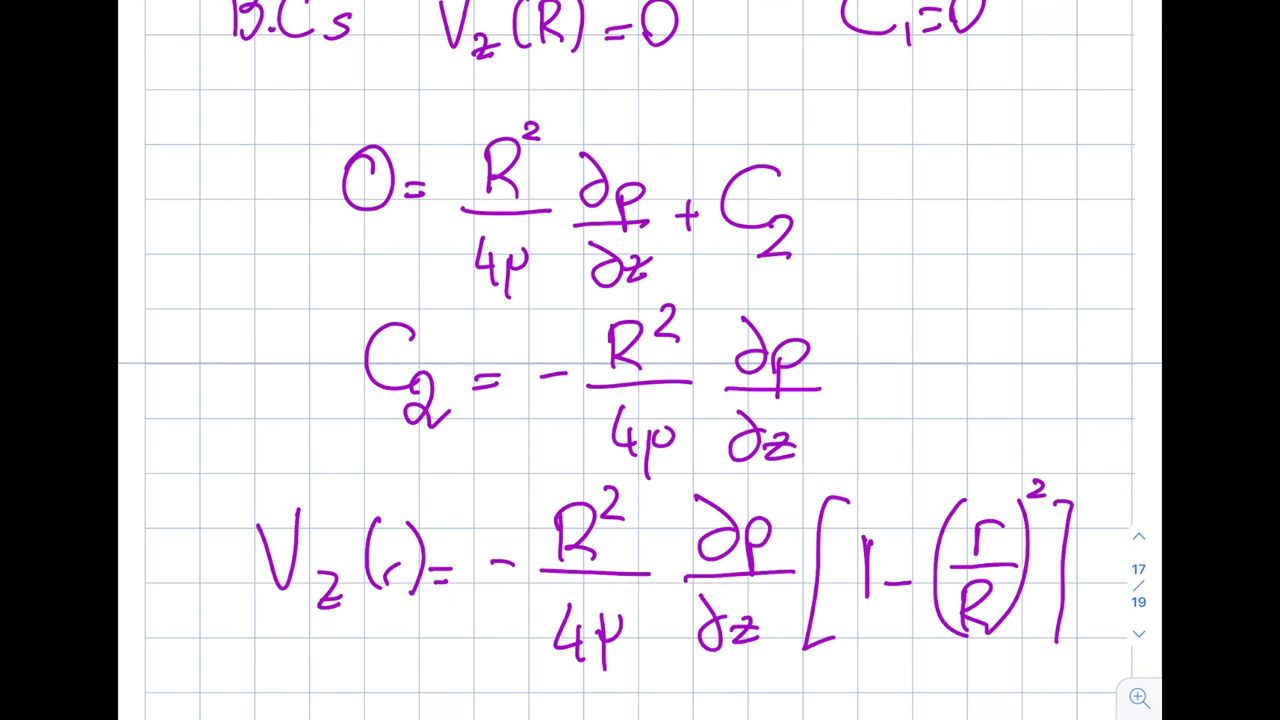 B.Cs V_z(R) = 0 C_1 = 0
0 = R^2/4μ ∂p/∂z + C_2
C_2 = - R^2/4μ ∂p/∂z
V_z(r) = - R^2/4μ ∂p/∂z [1 - (r/R)^2]
17
/
19